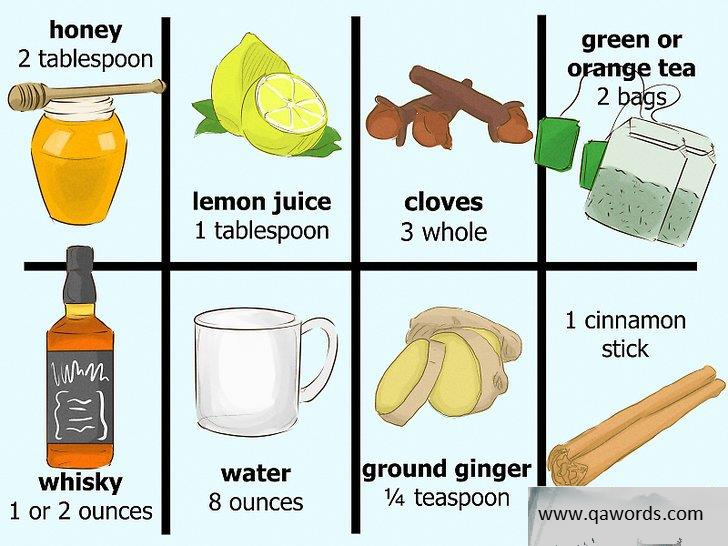 honey
2 tablespoon
lemon juice
1 tablespoon
cloves
3 whole
green or
orange tea
2 bags
whisky
1 or 2 ounces
water
8 ounces
ground ginger
¼ teaspoon
1 cinnamon
stick
www.qawords.com